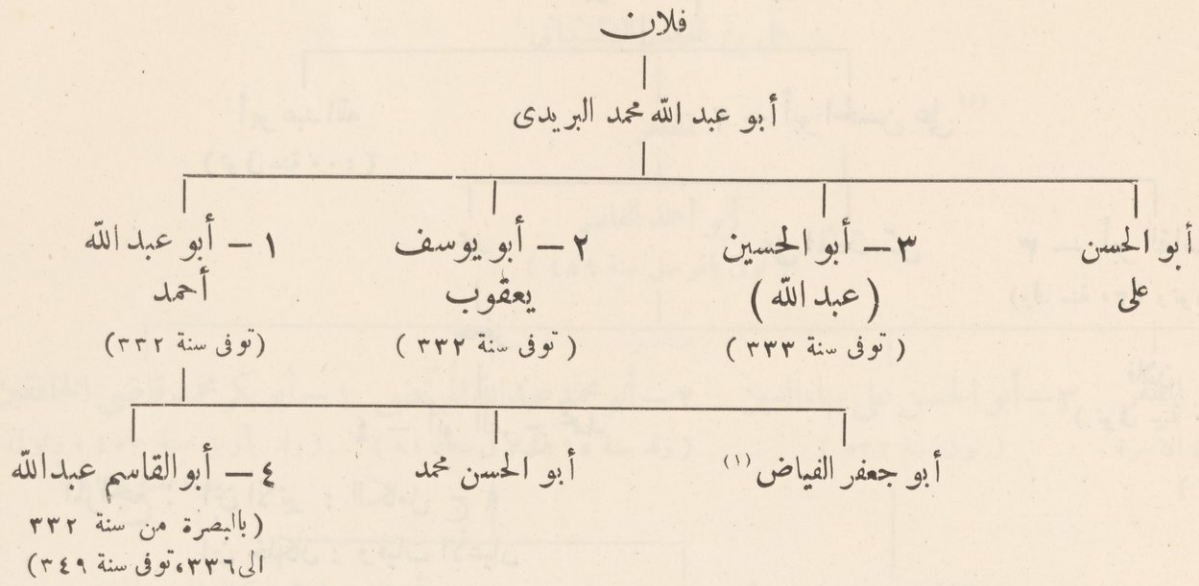 فلان
أبو عبد الله محمد البريدى
أبو الحسن
على
٣ – أبو الحسين
(عبد الله)
( توفى سنة ٣٣٣ )
٢ – أبو يوسف
يعقوب
( توفى سنة ٣٣٢ )
١ – أبو عبد الله
أحمد
(توفى سنة ٣٣٢ )
أبو جعفر الفياض (١)
أبو الحسن محمد
٤ – أبو القاسم عبد الله
(بالبصرة من سنة ٣٣٢
الى ٣٣٦، توفى سنة ٣٤٩)